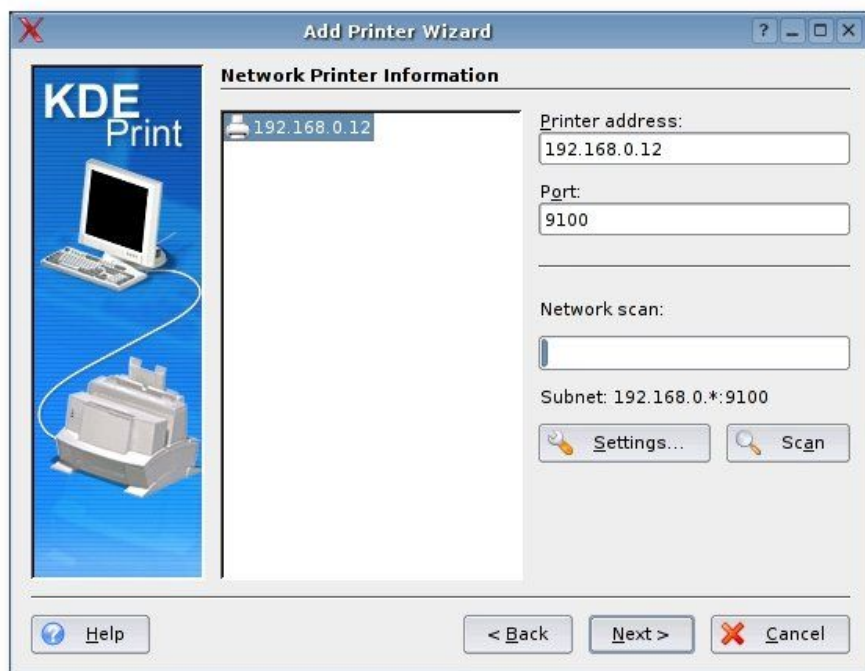 Add Printer Wizard
?
KDE
Print
Network Printer Information
192.168.0.12
Printer address:
192.168.0.12
Port:
9100
Network scan:
Subnet: 192.168.0.*:9100
Settings...
Scan
Help
< Back
Next >
Cancel